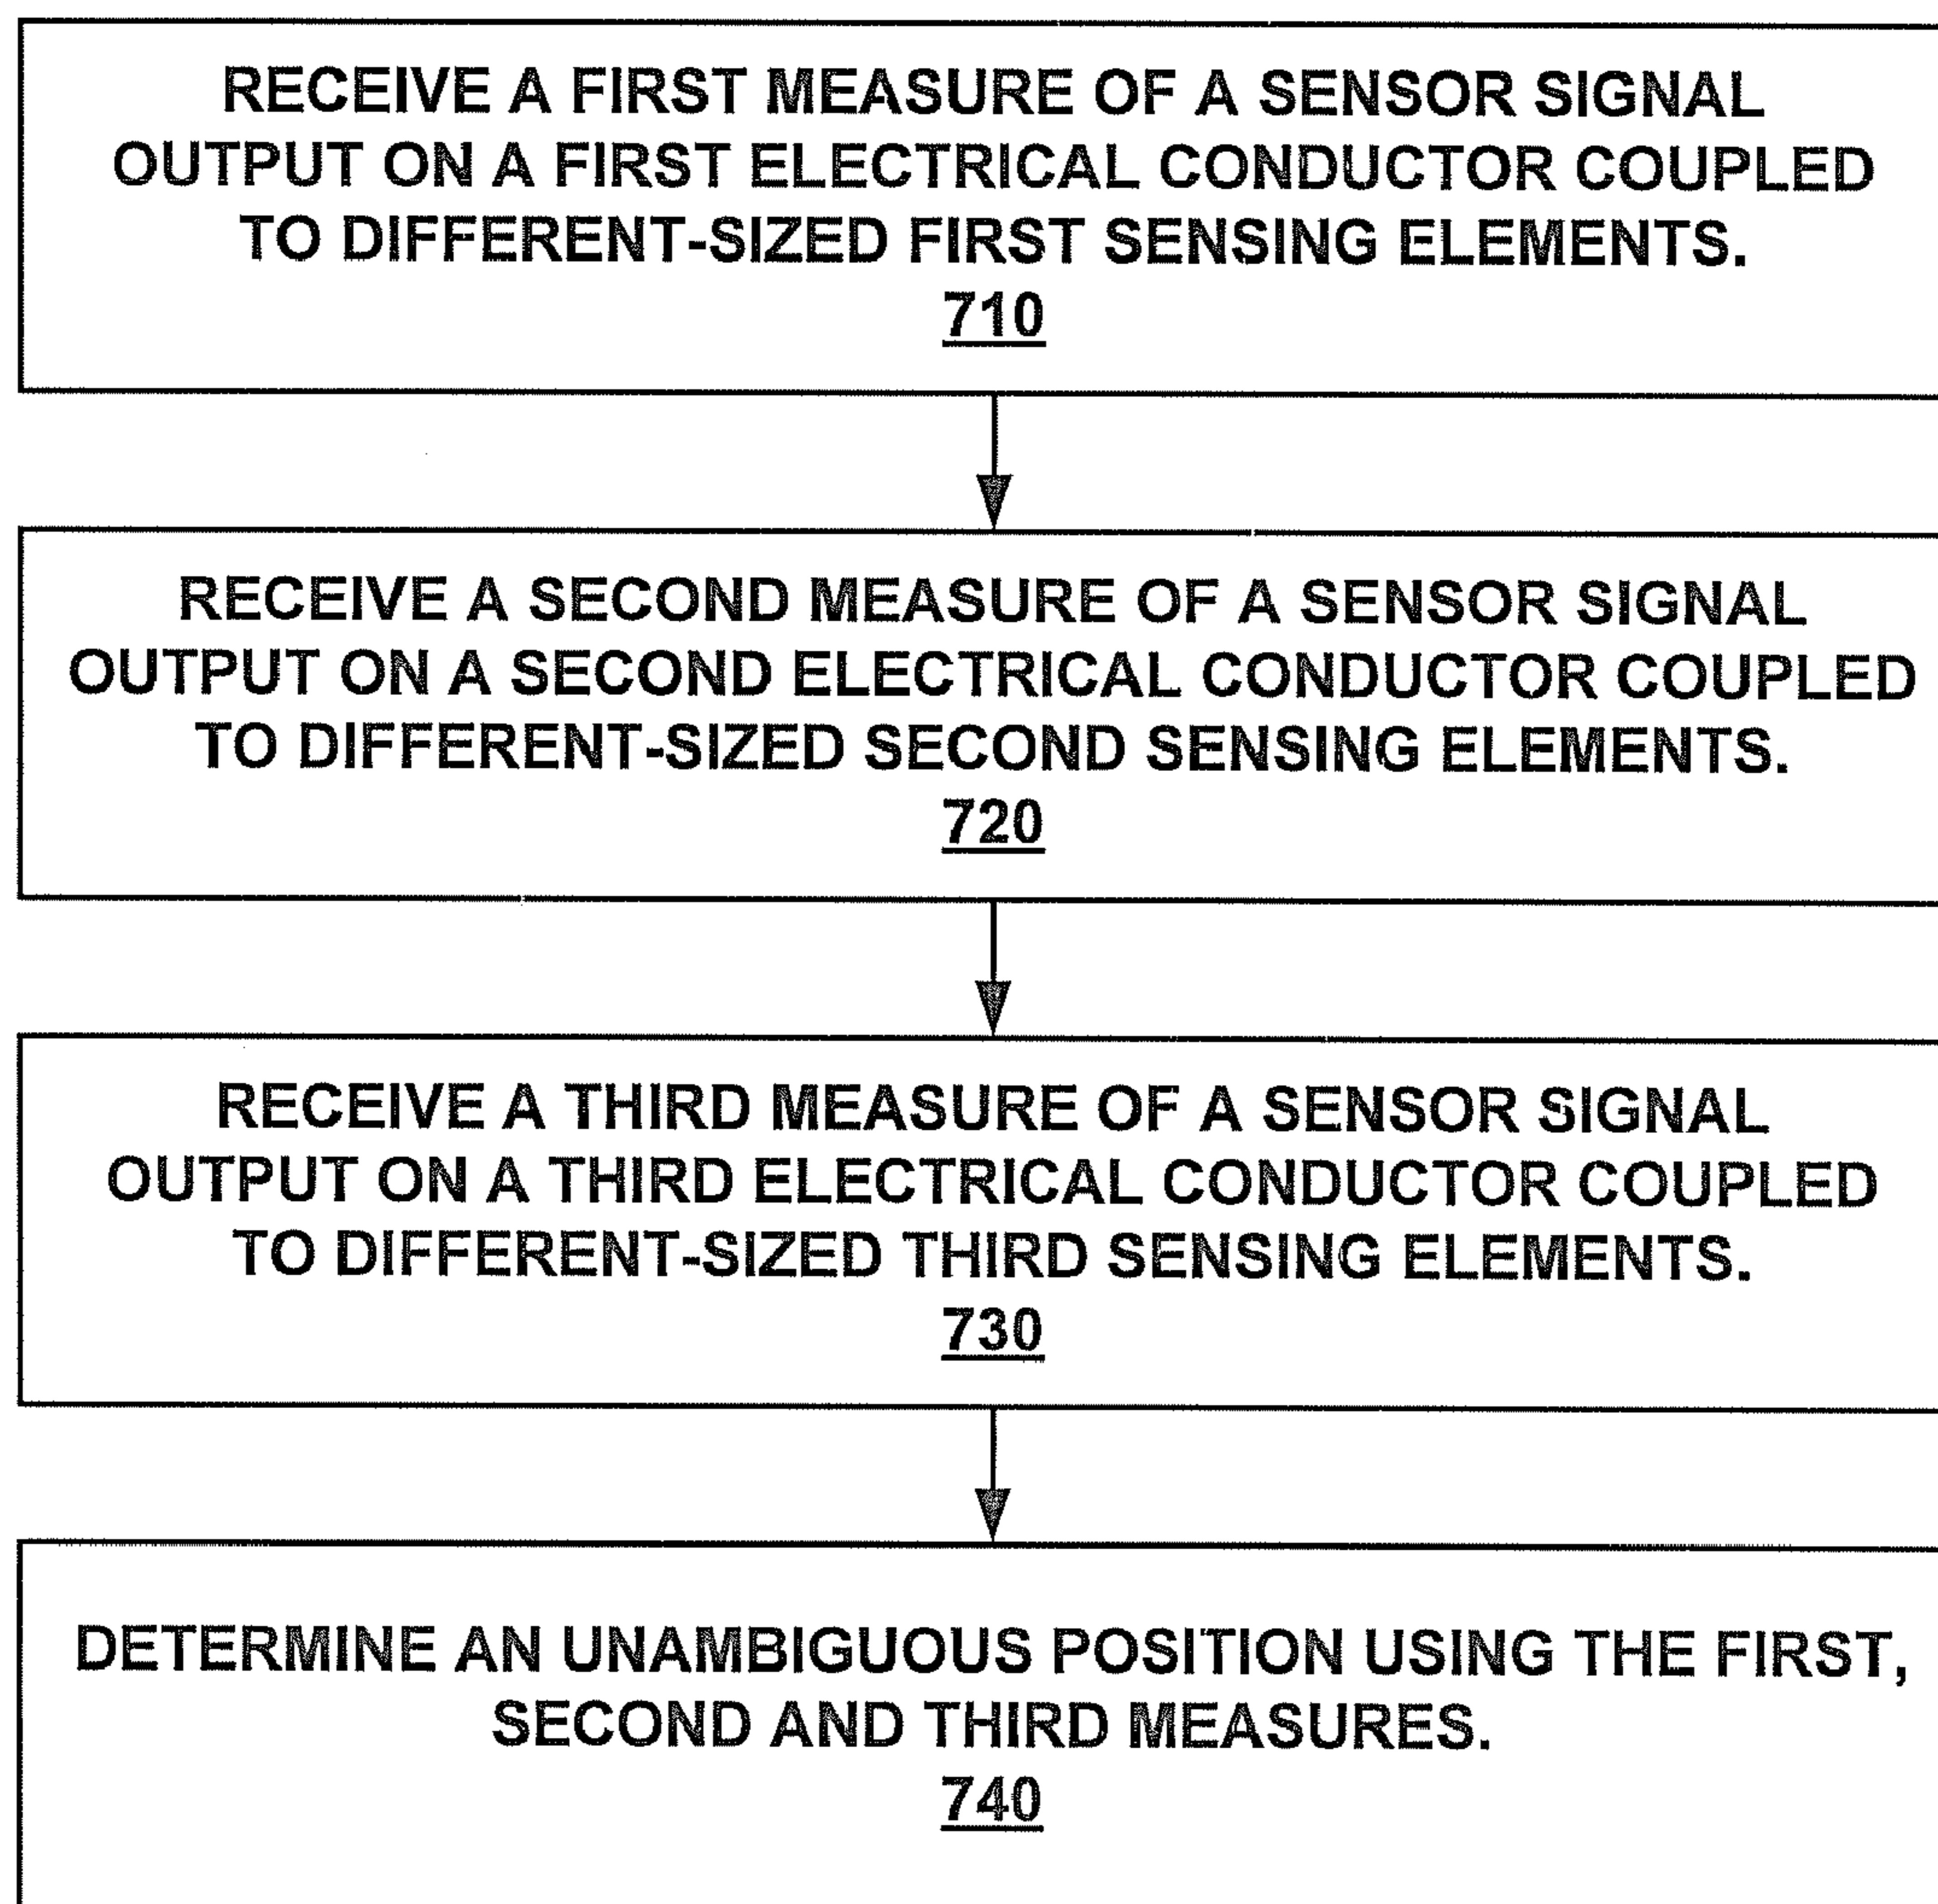 RECEIVE A FIRST MEASURE OF A SENSOR SIGNAL
OUTPUT ON A FIRST ELECTRICAL CONDUCTOR COUPLED
TO DIFFERENT-SIZED FIRST SENSING ELEMENTS.
710
RECEIVE A SECOND MEASURE OF A SENSOR SIGNAL
OUTPUT ON A SECOND ELECTRICAL CONDUCTOR COUPLED
TO DIFFERENT-SIZED SECOND SENSING ELEMENTS.
720
RECEIVE A THIRD MEASURE OF A SENSOR SIGNAL
OUTPUT ON A THIRD ELECTRICAL CONDUCTOR COUPLED
TO DIFFERENT-SIZED THIRD SENSING ELEMENTS.
730
DETERMINE AN UNAMBIGUOUS POSITION USING THE FIRST,
SECOND AND THIRD MEASURES.
740